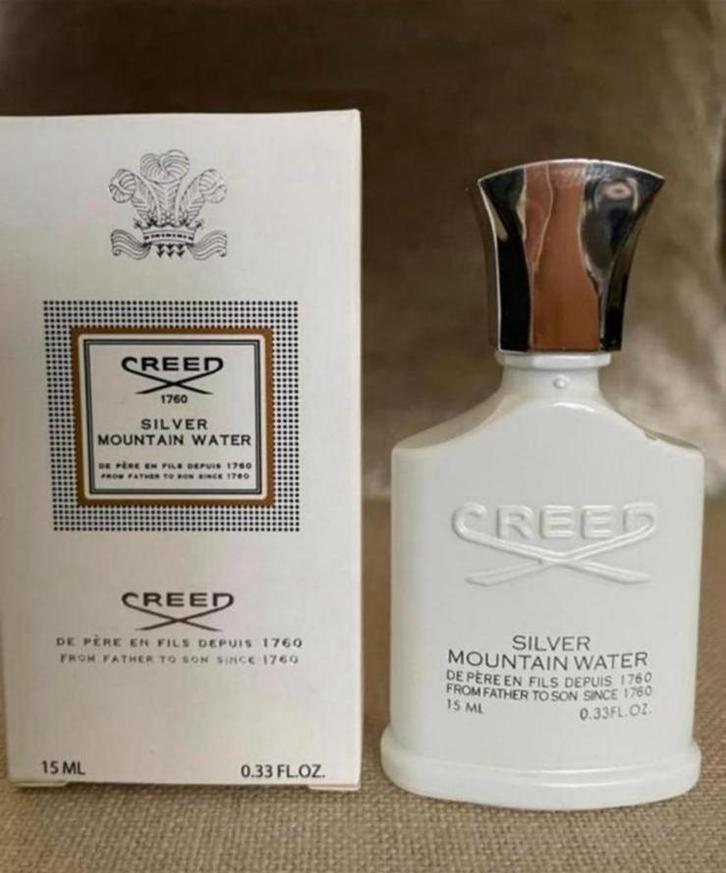 CREED
1760
SILVER
MOUNTAIN WATER
DE PÈRE EN FILS DEPUIS 1760
FROM FATHER TO SON SINCE 1760
CREED
DE PÈRE EN FILS DEPUIS 1760
FROM FATHER TO SON SINCE 1760
15 ML 0.33 FL.OZ.
CREED
SILVER
MOUNTAIN WATER
DE PÈRE EN FILS DEPUIS 1760
FROM FATHER TO SON SINCE 1760
15 ML 0.33FL.OZ.